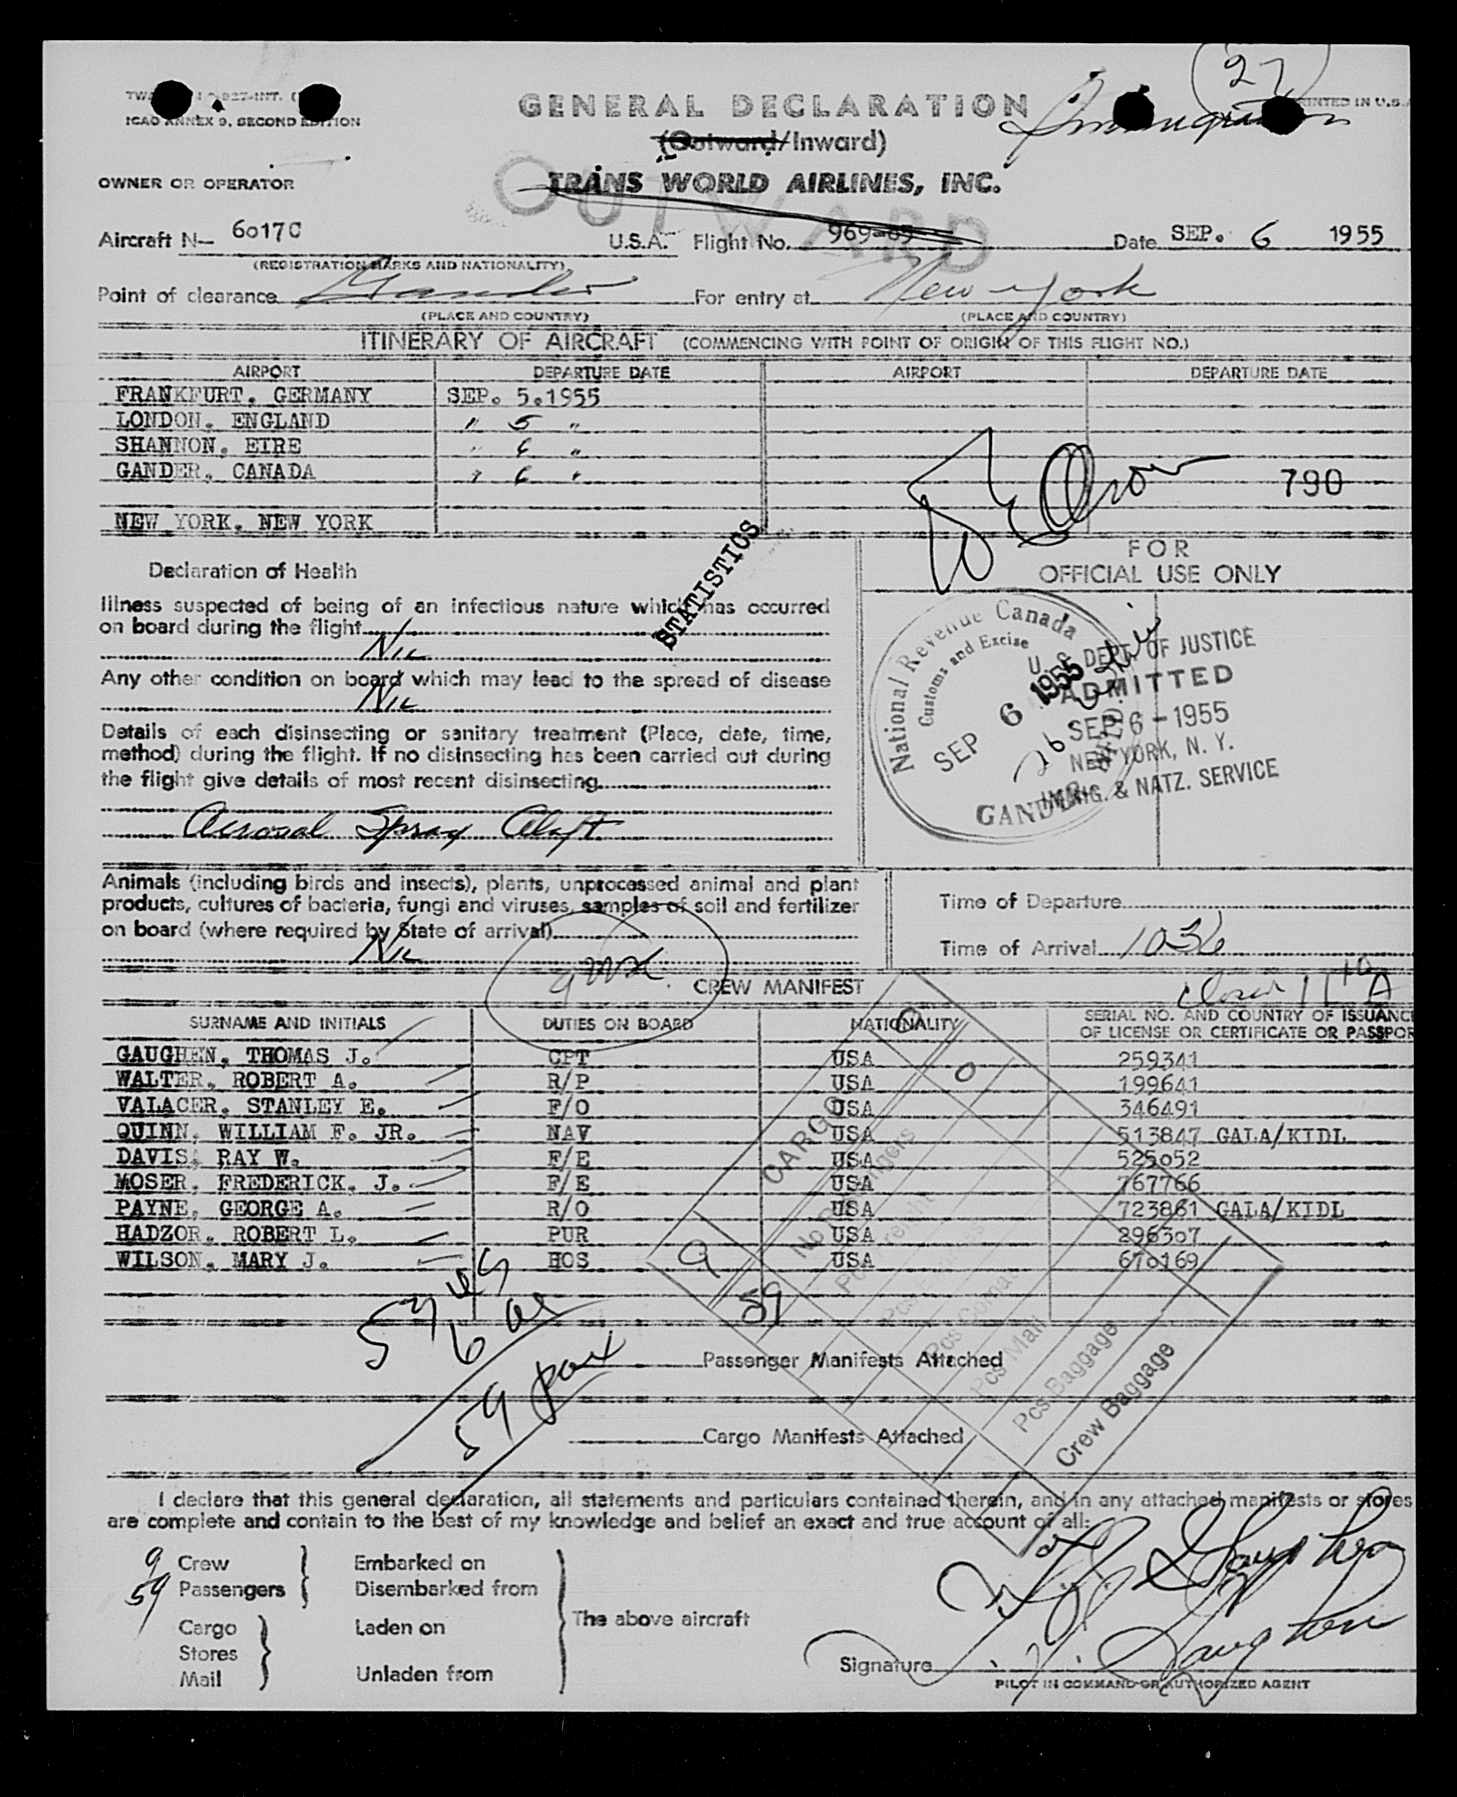 27
Immigration
ICAO ANNEX 9, SECOND EDITION
PRINTED IN U.S.A
GENERAL DECLARATION
(Outward/Inward)
OUTWARD
OWNER OR OPERATOR
TRANS WORLD AIRLINES, INC.
Aircraft N- 6017C U.S.A. Flight No. 969-65 Date SEP. 6 1955
(REGISTRATION MARKS AND NATIONALITY)
Point of clearance Gander For entry at New York
(PLACE AND COUNTRY) (PLACE AND COUNTRY)
ITINERARY OF AIRCRAFT (COMMENCING WITH POINT OF ORIGIN OF THIS FLIGHT NO.)
AIRPORT DEPARTURE DATE AIRPORT DEPARTURE DATE
FRANKFURT, GERMANY SEP. 5.1955
LONDON, ENGLAND " 5 "
SHANNON, EIRE " 6 "
GANDER, CANADA " 6 "
790
NEW YORK, NEW YORK
STATISTICS
FOR
OFFICIAL USE ONLY
Declaration of Health
Illness suspected of being of an infectious nature which has occurred
on board during the flight
Nil
Any other condition on board which may lead to the spread of disease
Nil
Details of each disinsecting or sanitary treatment (Place, date, time,
method) during the flight. If no disinsecting has been carried out during
the flight give details of most recent disinsecting
Aerosol Spray Aloft
National Revenue Canada
Customs and Excise
SEP 6 1955
GANDER NFLD.
U.S. DEPT. OF JUSTICE
ADMITTED
SEP 6 - 1955
NEW YORK, N. Y.
IMMIG. & NATZ. SERVICE
Animals (including birds and insects), plants, unprocessed animal and plant
products, cultures of bacteria, fungi and viruses, samples of soil and fertilizer
on board (where required by State of arrival)
Nil
Time of Departure
Time of Arrival 1036
CREW MANIFEST
SURNAME AND INITIALS DUTIES ON BOARD NATIONALITY SERIAL NO. AND COUNTRY OF ISSUANCE
OF LICENSE OR CERTIFICATE OR PASSPOR
GAUGHEN, THOMAS J. CPT USA 259341
WALTER, ROBERT A. R/P USA 199641
VALACER, STANLEY E. F/O USA 346491
QUINN, WILLIAM F. JR. NAV USA 513847 GALA/KIDL
DAVIS, RAY W. F/E USA 525052
MOSER, FREDERICK. J. F/E USA 767766
PAYNE, GEORGE A. R/O USA 723861 GALA/KIDL
HADZOR, ROBERT L. PUR USA 296307
WILSON, MARY J. HOS USA 670169
CARGO
9
59
No Passengers
Pcs Mail
Pcs Baggage
Crew Baggage
59 pax
Passenger Manifests Attached
Cargo Manifests Attached
I declare that this general declaration, all statements and particulars contained therein, and in any attached manifests or stores
are complete and contain to the best of my knowledge and belief an exact and true account of all:
9 Crew Embarked on
59 Passengers Disembarked from
The above aircraft
Cargo Laden on
Stores
Mail Unladen from
Signature T. J. Gaughen
PILOT IN COMMAND OR AUTHORIZED AGENT